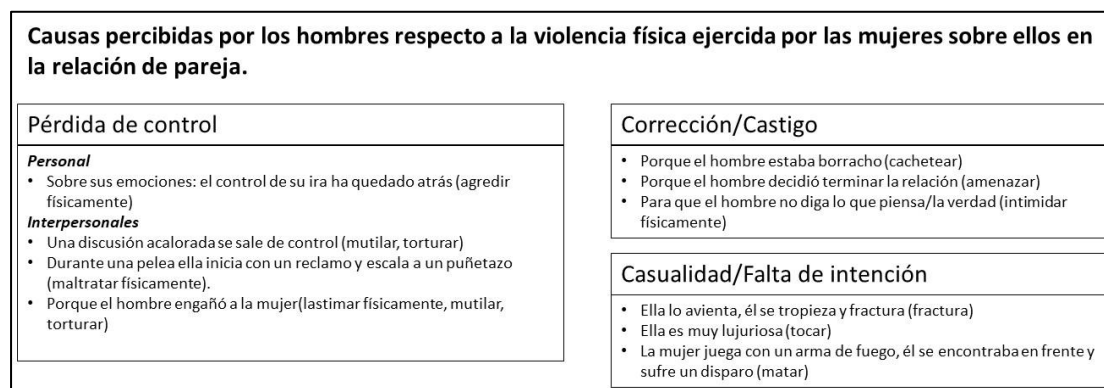 Causas percibidas por los hombres respecto a la violencia física ejercida por las mujeres sobre ellos en
la relación de pareja.
Pérdida de control
Personal
• Sobre sus emociones: el control de su ira ha quedado atrás (agredir
físicamente)
Interpersonales
• Una discusión acalorada se sale de control (mutilar, torturar)
• Durante una pelea ella inicia con un reclamo y escala a un puñetazo
(maltratar físicamente).
• Porque el hombre engañó a la mujer(lastimar físicamente, mutilar,
torturar)
Corrección/Castigo
• Porque el hombre estaba borracho (cachetear)
• Porque el hombre decidió terminar la relación (amenazar)
• Para que el hombre no diga lo que piensa/la verdad (intimidar
físicamente)
Casualidad/Falta de intención
• Ella lo avienta, él se tropieza y fractura (fractura)
• Ella es muy lujuriosa (tocar)
• La mujer juega con un arma de fuego, él se encontraba en frente y
sufre un disparo (matar)